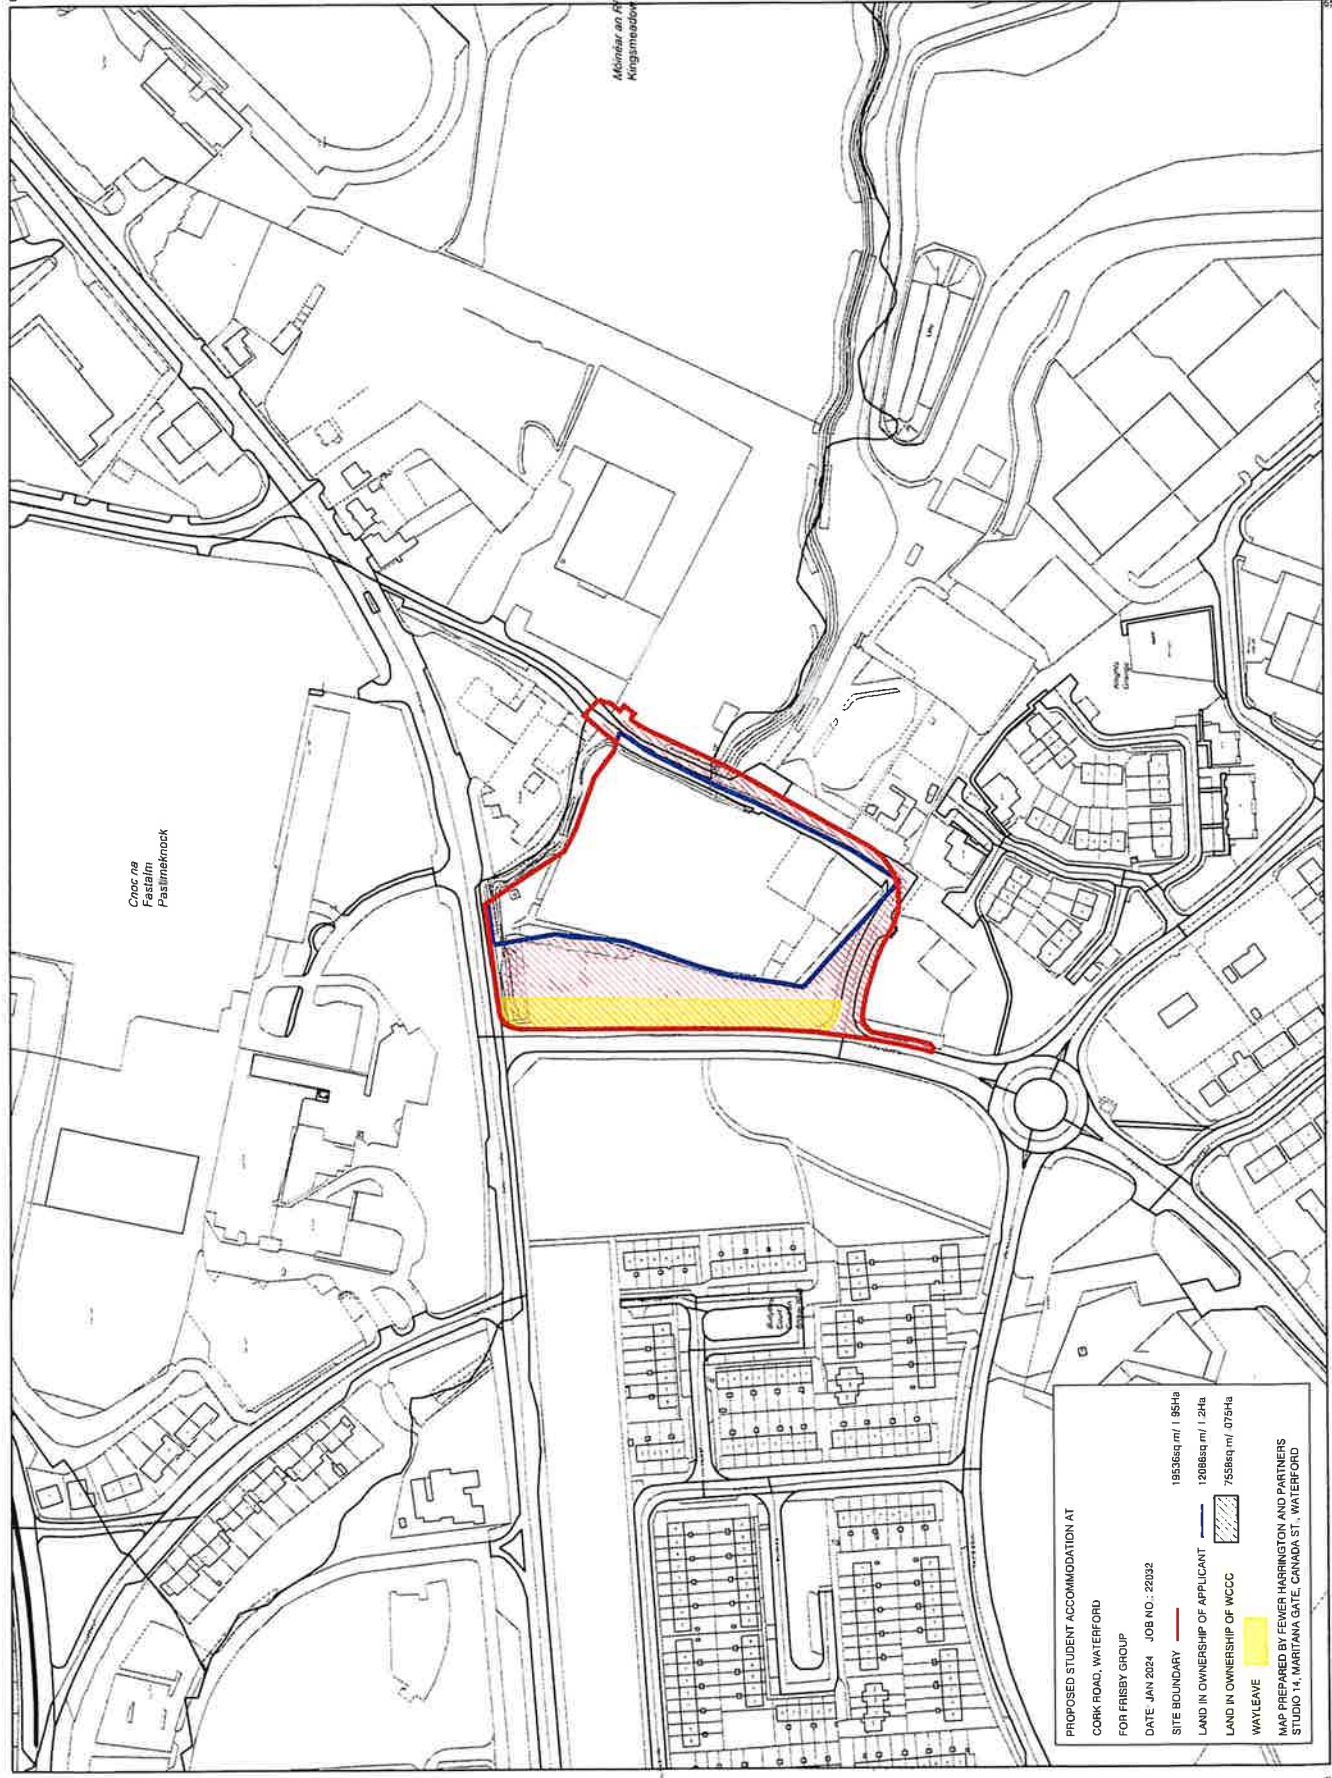 Móinéar an R
Kingsmeadow
Cnoc na
Fastaím
Pastimeknock
Knights
Grange
PROPOSED STUDENT ACCOMMODATION AT
CORK ROAD, WATERFORD
FOR FRISBY GROUP
DATE: JAN 2024 JOB NO.: 22032
SITE BOUNDARY 19536sq.m/ 1.95Ha
LAND IN OWNERSHIP OF APPLICANT 12086sq.m/ 1.2Ha
LAND IN OWNERSHIP OF WCCC 7558sq.m/ .075Ha
WAYLEAVE
MAP PREPARED BY FEWER HARRINGTON AND PARTNERS
STUDIO 14, MARITANA GATE, CANADA ST., WATERFORD